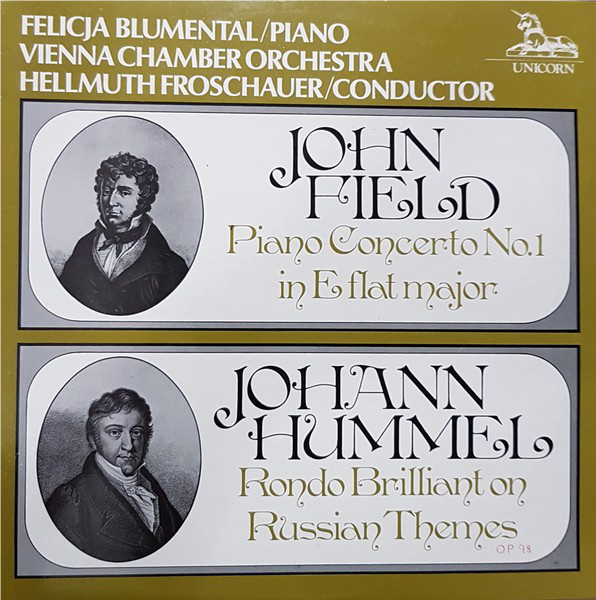 FELICJA BLUMENTAL/PIANO
VIENNA CHAMBER ORCHESTRA
HELLMUTH FROSCHAUER/CONDUCTOR
UNICORN
JOHN
FIELD
Piano Concerto No.1
in E flat major
JOHANN
HUMMEL
Rondo Brilliant on
Russian Themes
OP. 98